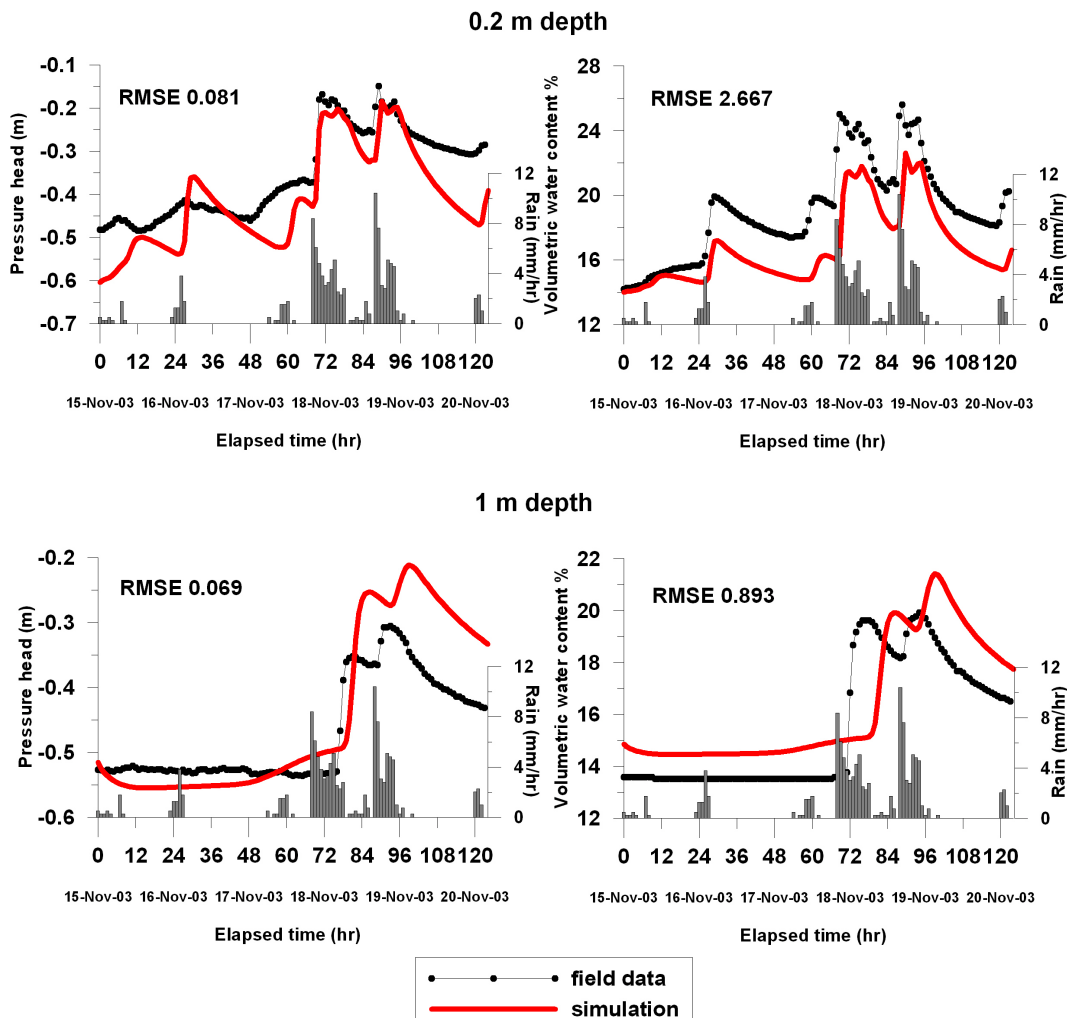 0.2 m depth
-0.1
-0.2
-0.3
-0.4
-0.5
-0.6
-0.7
Pressure head (m)
RMSE 0.081
12
8
4
0
Rain (mm/hr)
0 12 24 36 48 60 72 84 96 108 120
15-Nov-03 16-Nov-03 17-Nov-03 18-Nov-03 19-Nov-03 20-Nov-03
Elapsed time (hr)
28
24
20
16
12
Volumetric water content %
RMSE 2.667
12
8
4
0
Rain (mm/hr)
0 12 24 36 48 60 72 84 96 108 120
15-Nov-03 16-Nov-03 17-Nov-03 18-Nov-03 19-Nov-03 20-Nov-03
Elapsed time (hr)
1 m depth
-0.2
-0.3
-0.4
-0.5
-0.6
Pressure head (m)
RMSE 0.069
12
8
4
0
Rain (mm/hr)
0 12 24 36 48 60 72 84 96 108 120
15-Nov-03 16-Nov-03 17-Nov-03 18-Nov-03 19-Nov-03 20-Nov-03
Elapsed time (hr)
22
20
18
16
14
12
Volumetric water content %
RMSE 0.893
12
8
4
0
Rain (mm/hr)
0 12 24 36 48 60 72 84 96 108 120
15-Nov-03 16-Nov-03 17-Nov-03 18-Nov-03 19-Nov-03 20-Nov-03
Elapsed time (hr)
field data
simulation